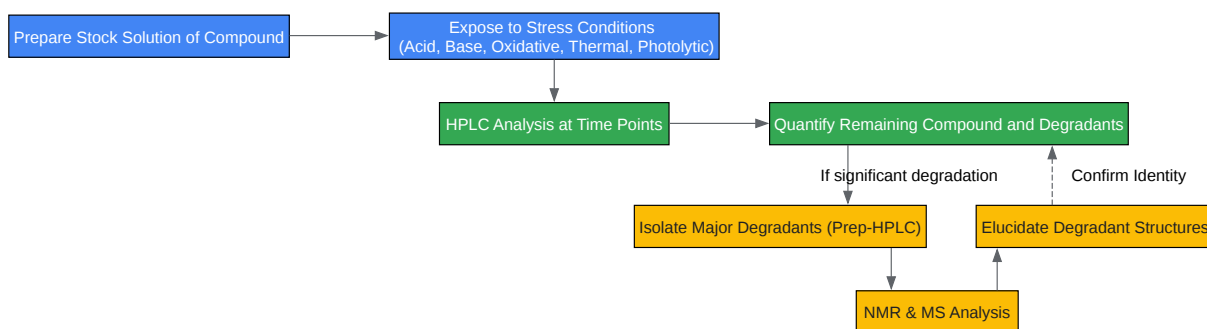 Prepare Stock Solution of Compound
Expose to Stress Conditions
(Acid, Base, Oxidative, Thermal, Photolytic)
HPLC Analysis at Time Points
Quantify Remaining Compound and Degradants
If significant degradation
Confirm Identity
Isolate Major Degradants (Prep-HPLC)
Elucidate Degradant Structures
NMR & MS Analysis